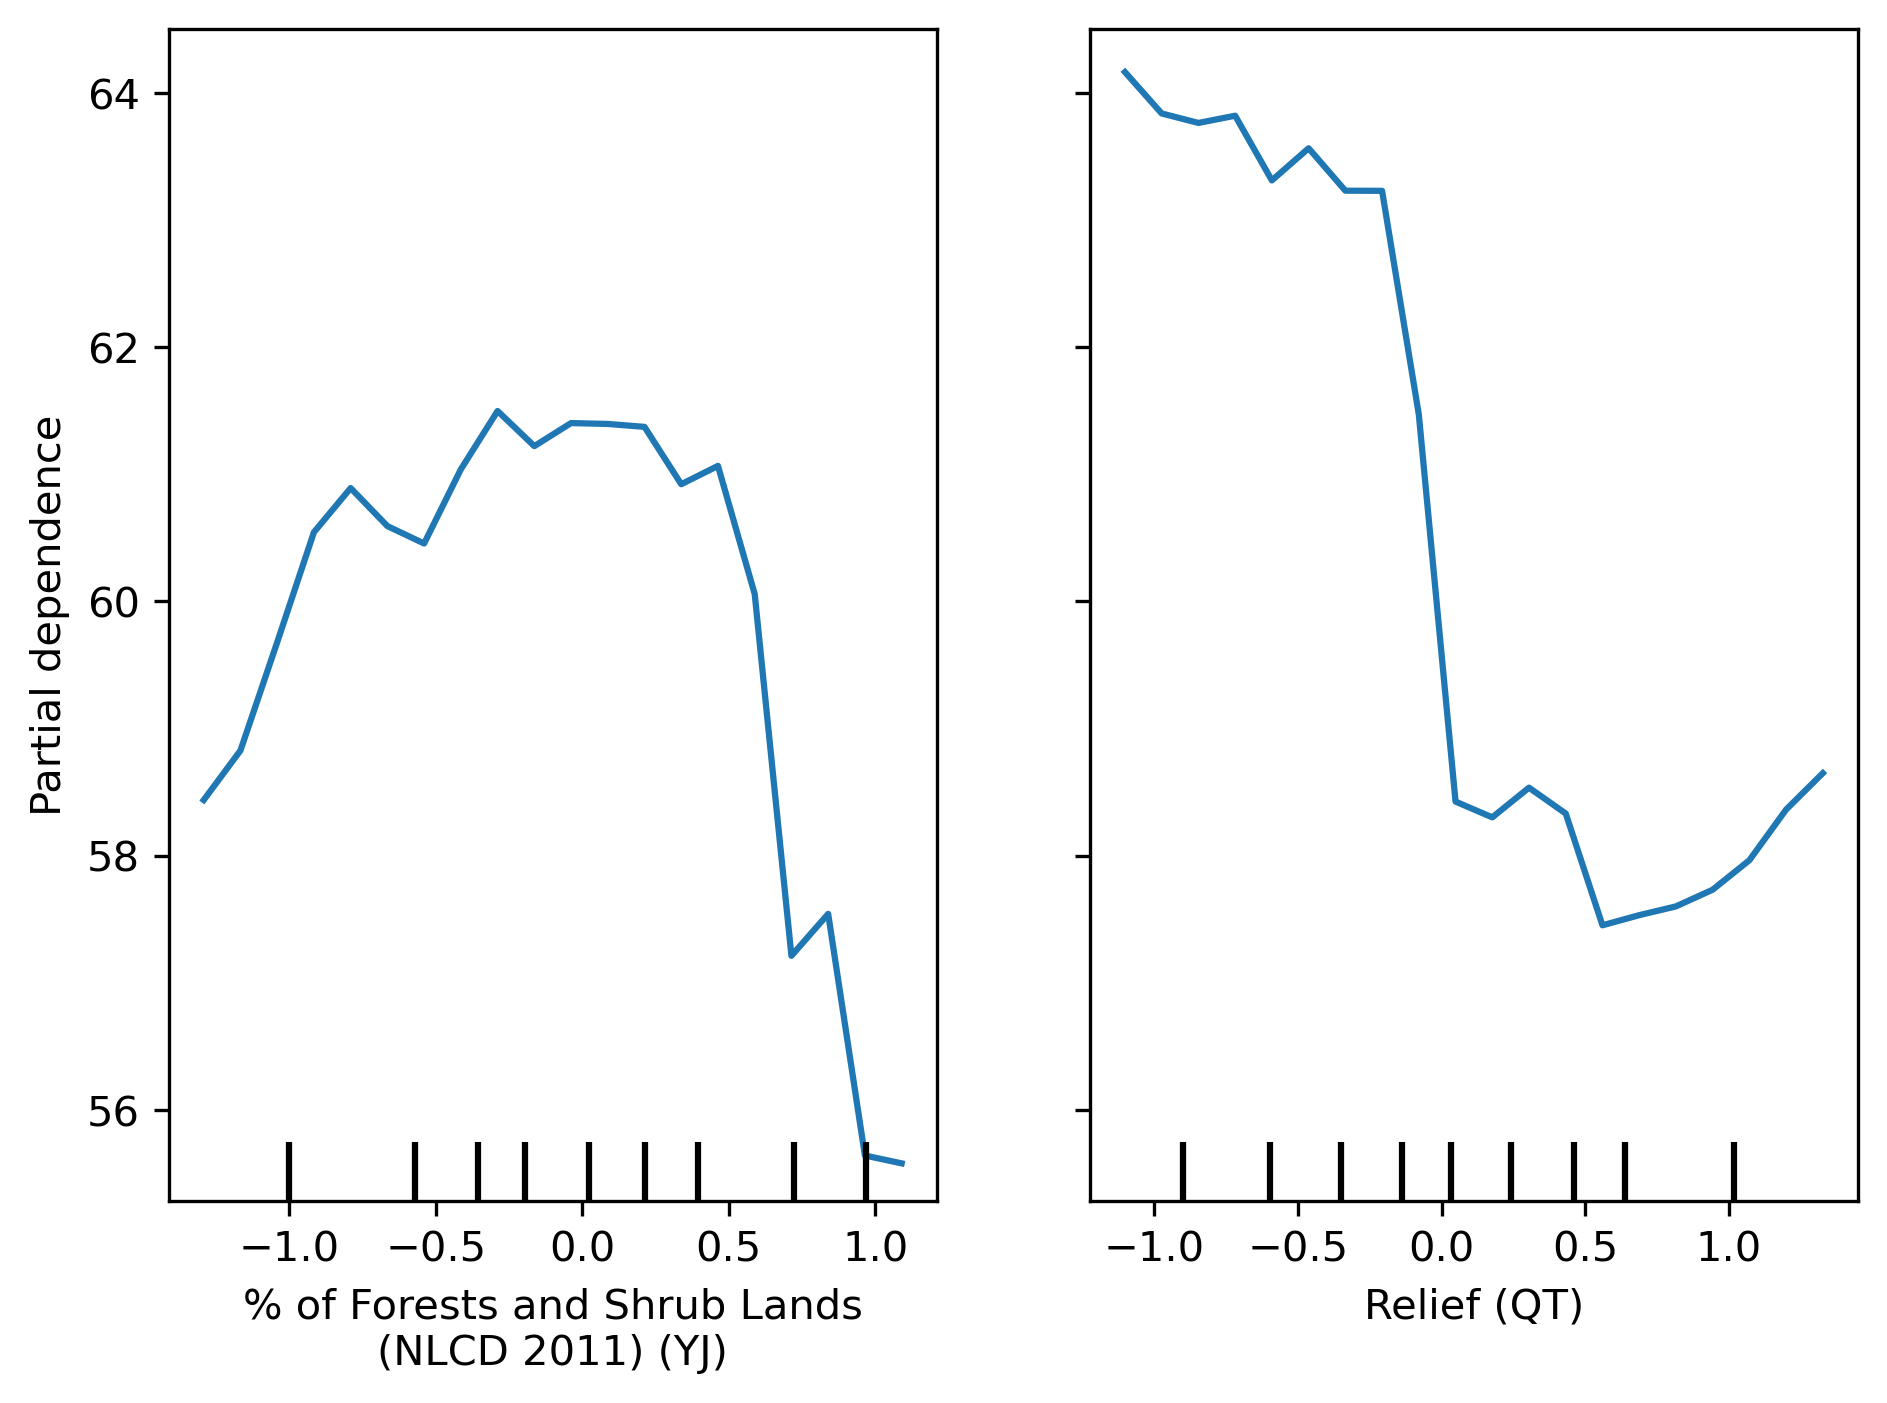 64
62
60
58
56
Partial dependence
−1.0 −0.5 0.0 0.5 1.0
% of Forests and Shrub Lands
(NLCD 2011) (YJ)
−1.0 −0.5 0.0 0.5 1.0
Relief (QT)